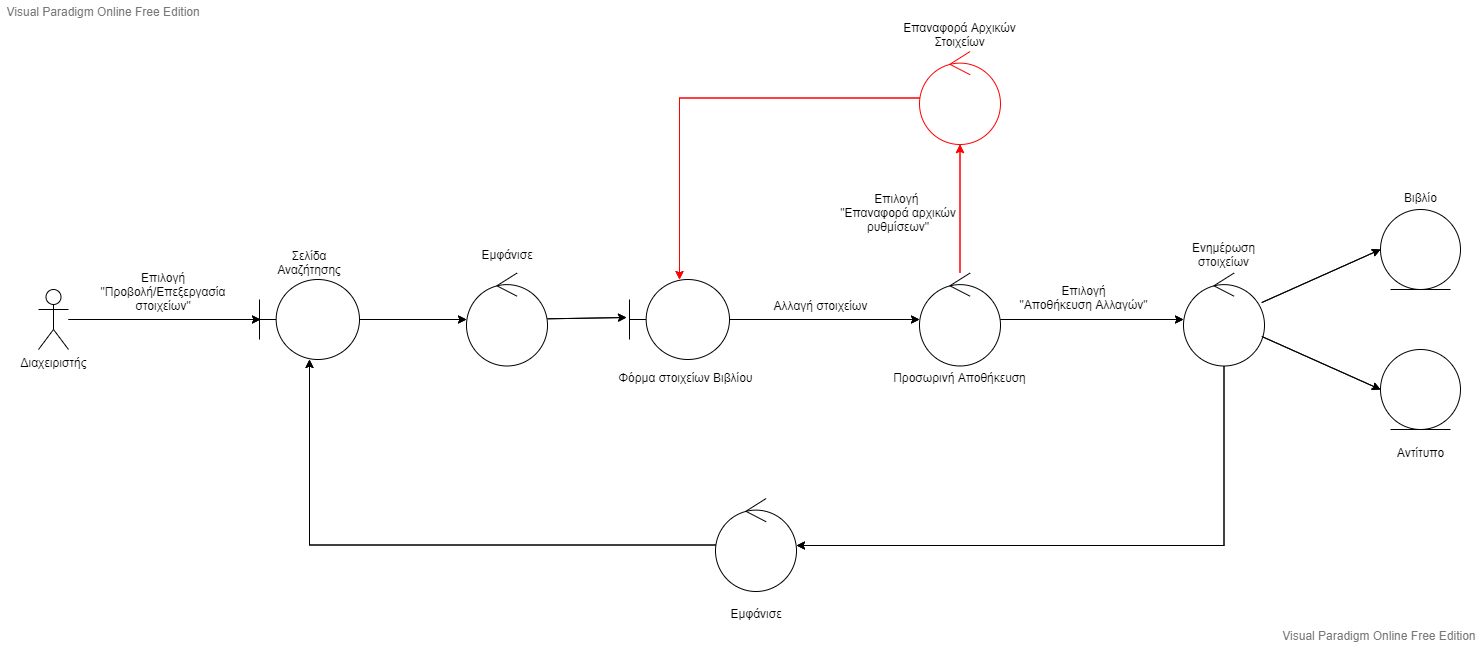 Visual Paradigm Online Free Edition
Επαναφορά Αρχικών
Στοιχείων
Επιλογή
"Επαναφορά αρχικών
ρυθμίσεων"
Βιβλίο
Σελίδα
Αναζήτησης
Εμφάνισε
Ενημέρωση
στοιχείων
Επιλογή
"Προβολή/Επεξεργασία
στοιχείων"
Αλλαγή στοιχείων
Επιλογή
"Αποθήκευση Αλλαγών"
Διαχειριστής
Φόρμα στοιχείων Βιβλίου
Προσωρινή Αποθήκευση
Αντίτυπο
Εμφάνισε
Visual Paradigm Online Free Edition